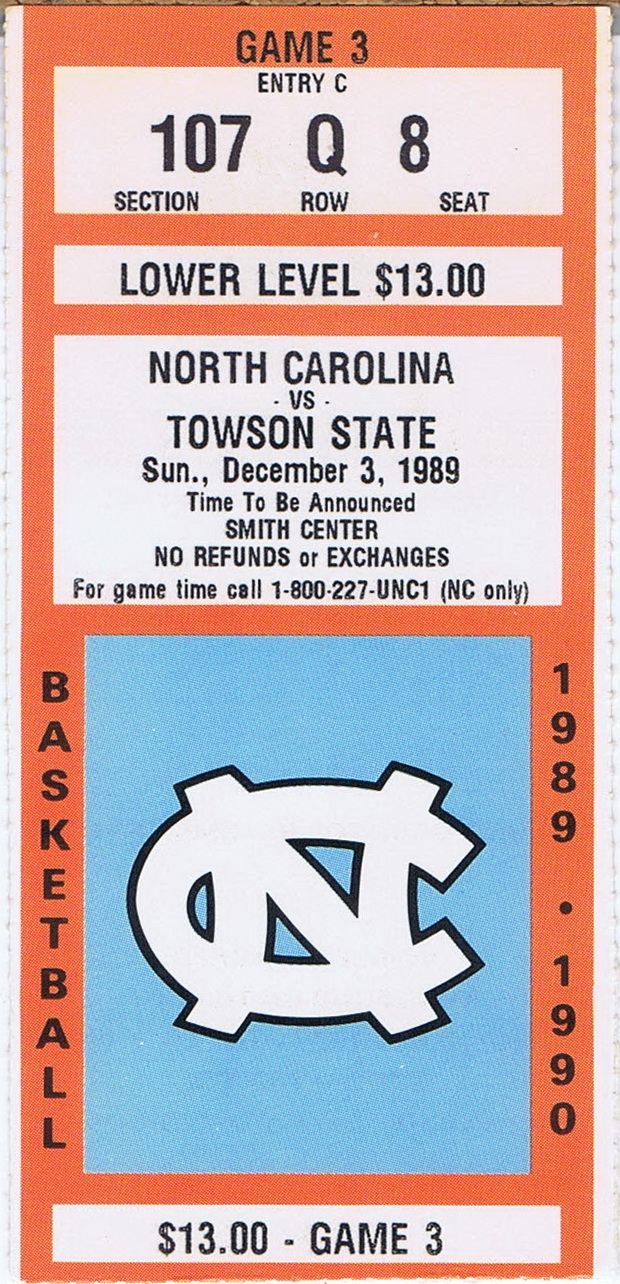 GAME 3
ENTRY C
107 Q 8
SECTION ROW SEAT
LOWER LEVEL $13.00
NORTH CAROLINA
- VS -
TOWSON STATE
Sun., December 3, 1989
Time To Be Announced
SMITH CENTER
NO REFUNDS or EXCHANGES
For game time call 1-800-227-UNC1 (NC only)
BASKETBALL
1989 • 1990
NC
$13.00 - GAME 3